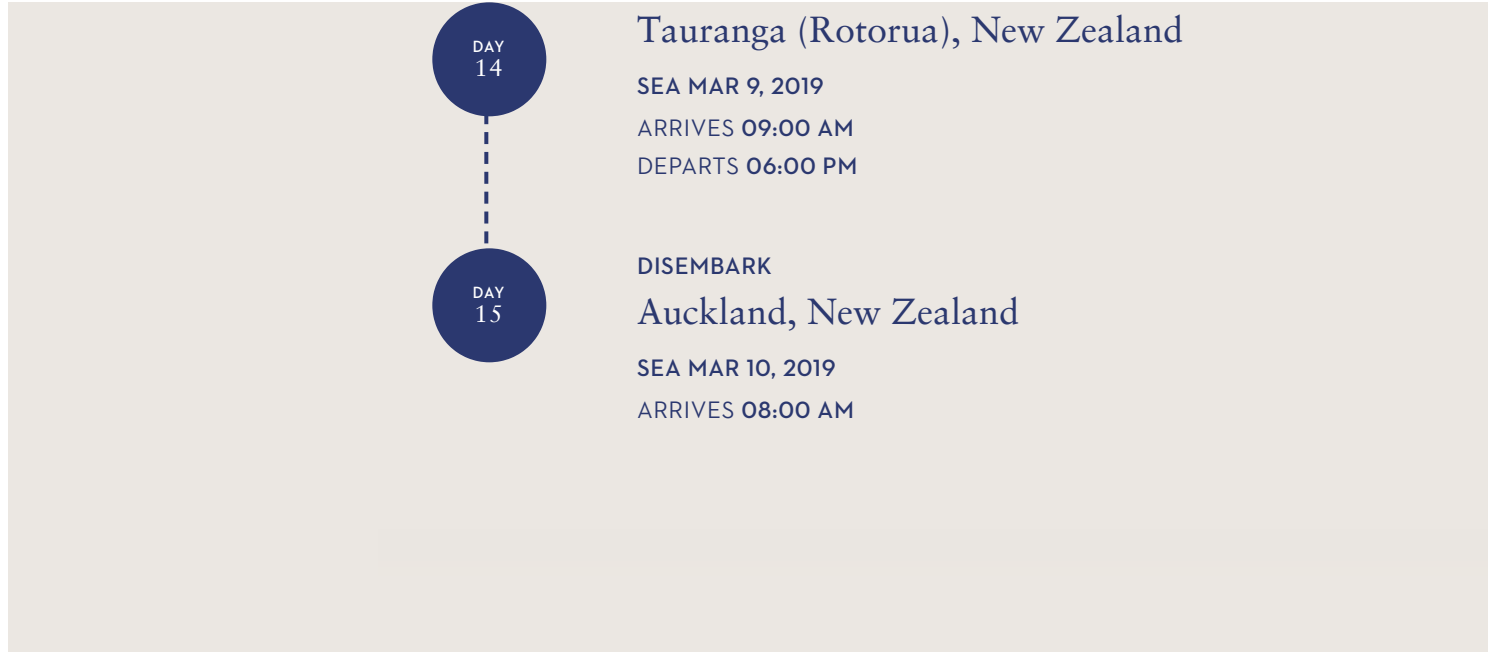 DAY
14
Tauranga (Rotorua), New Zealand
SEA MAR 9, 2019
ARRIVES 09:00 AM
DEPARTS 06:00 PM
DAY
15
DISEMBARK
Auckland, New Zealand
SEA MAR 10, 2019
ARRIVES 08:00 AM